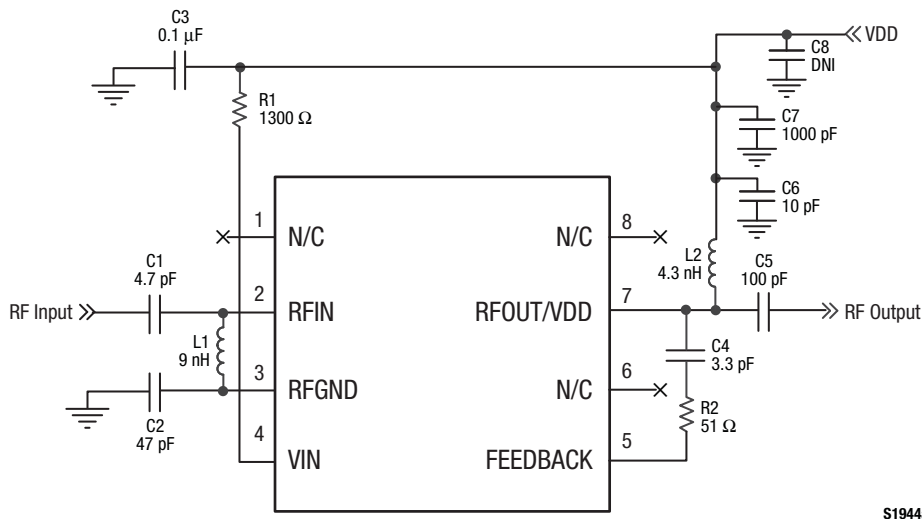 C3
0.1 µF
R1
1300 Ω
VDD
C8
DNI
C7
1000 pF
C6
10 pF
1
N/C
N/C
8
L2
4.3 nH
C5
100 pF
C1
4.7 pF
RF Input
2
RFIN
RFOUT/VDD
7
RF Output
L1
9 nH
C4
3.3 pF
3
RFGND
N/C
6
C2
47 pF
R2
51 Ω
4
VIN
FEEDBACK
5
S1944